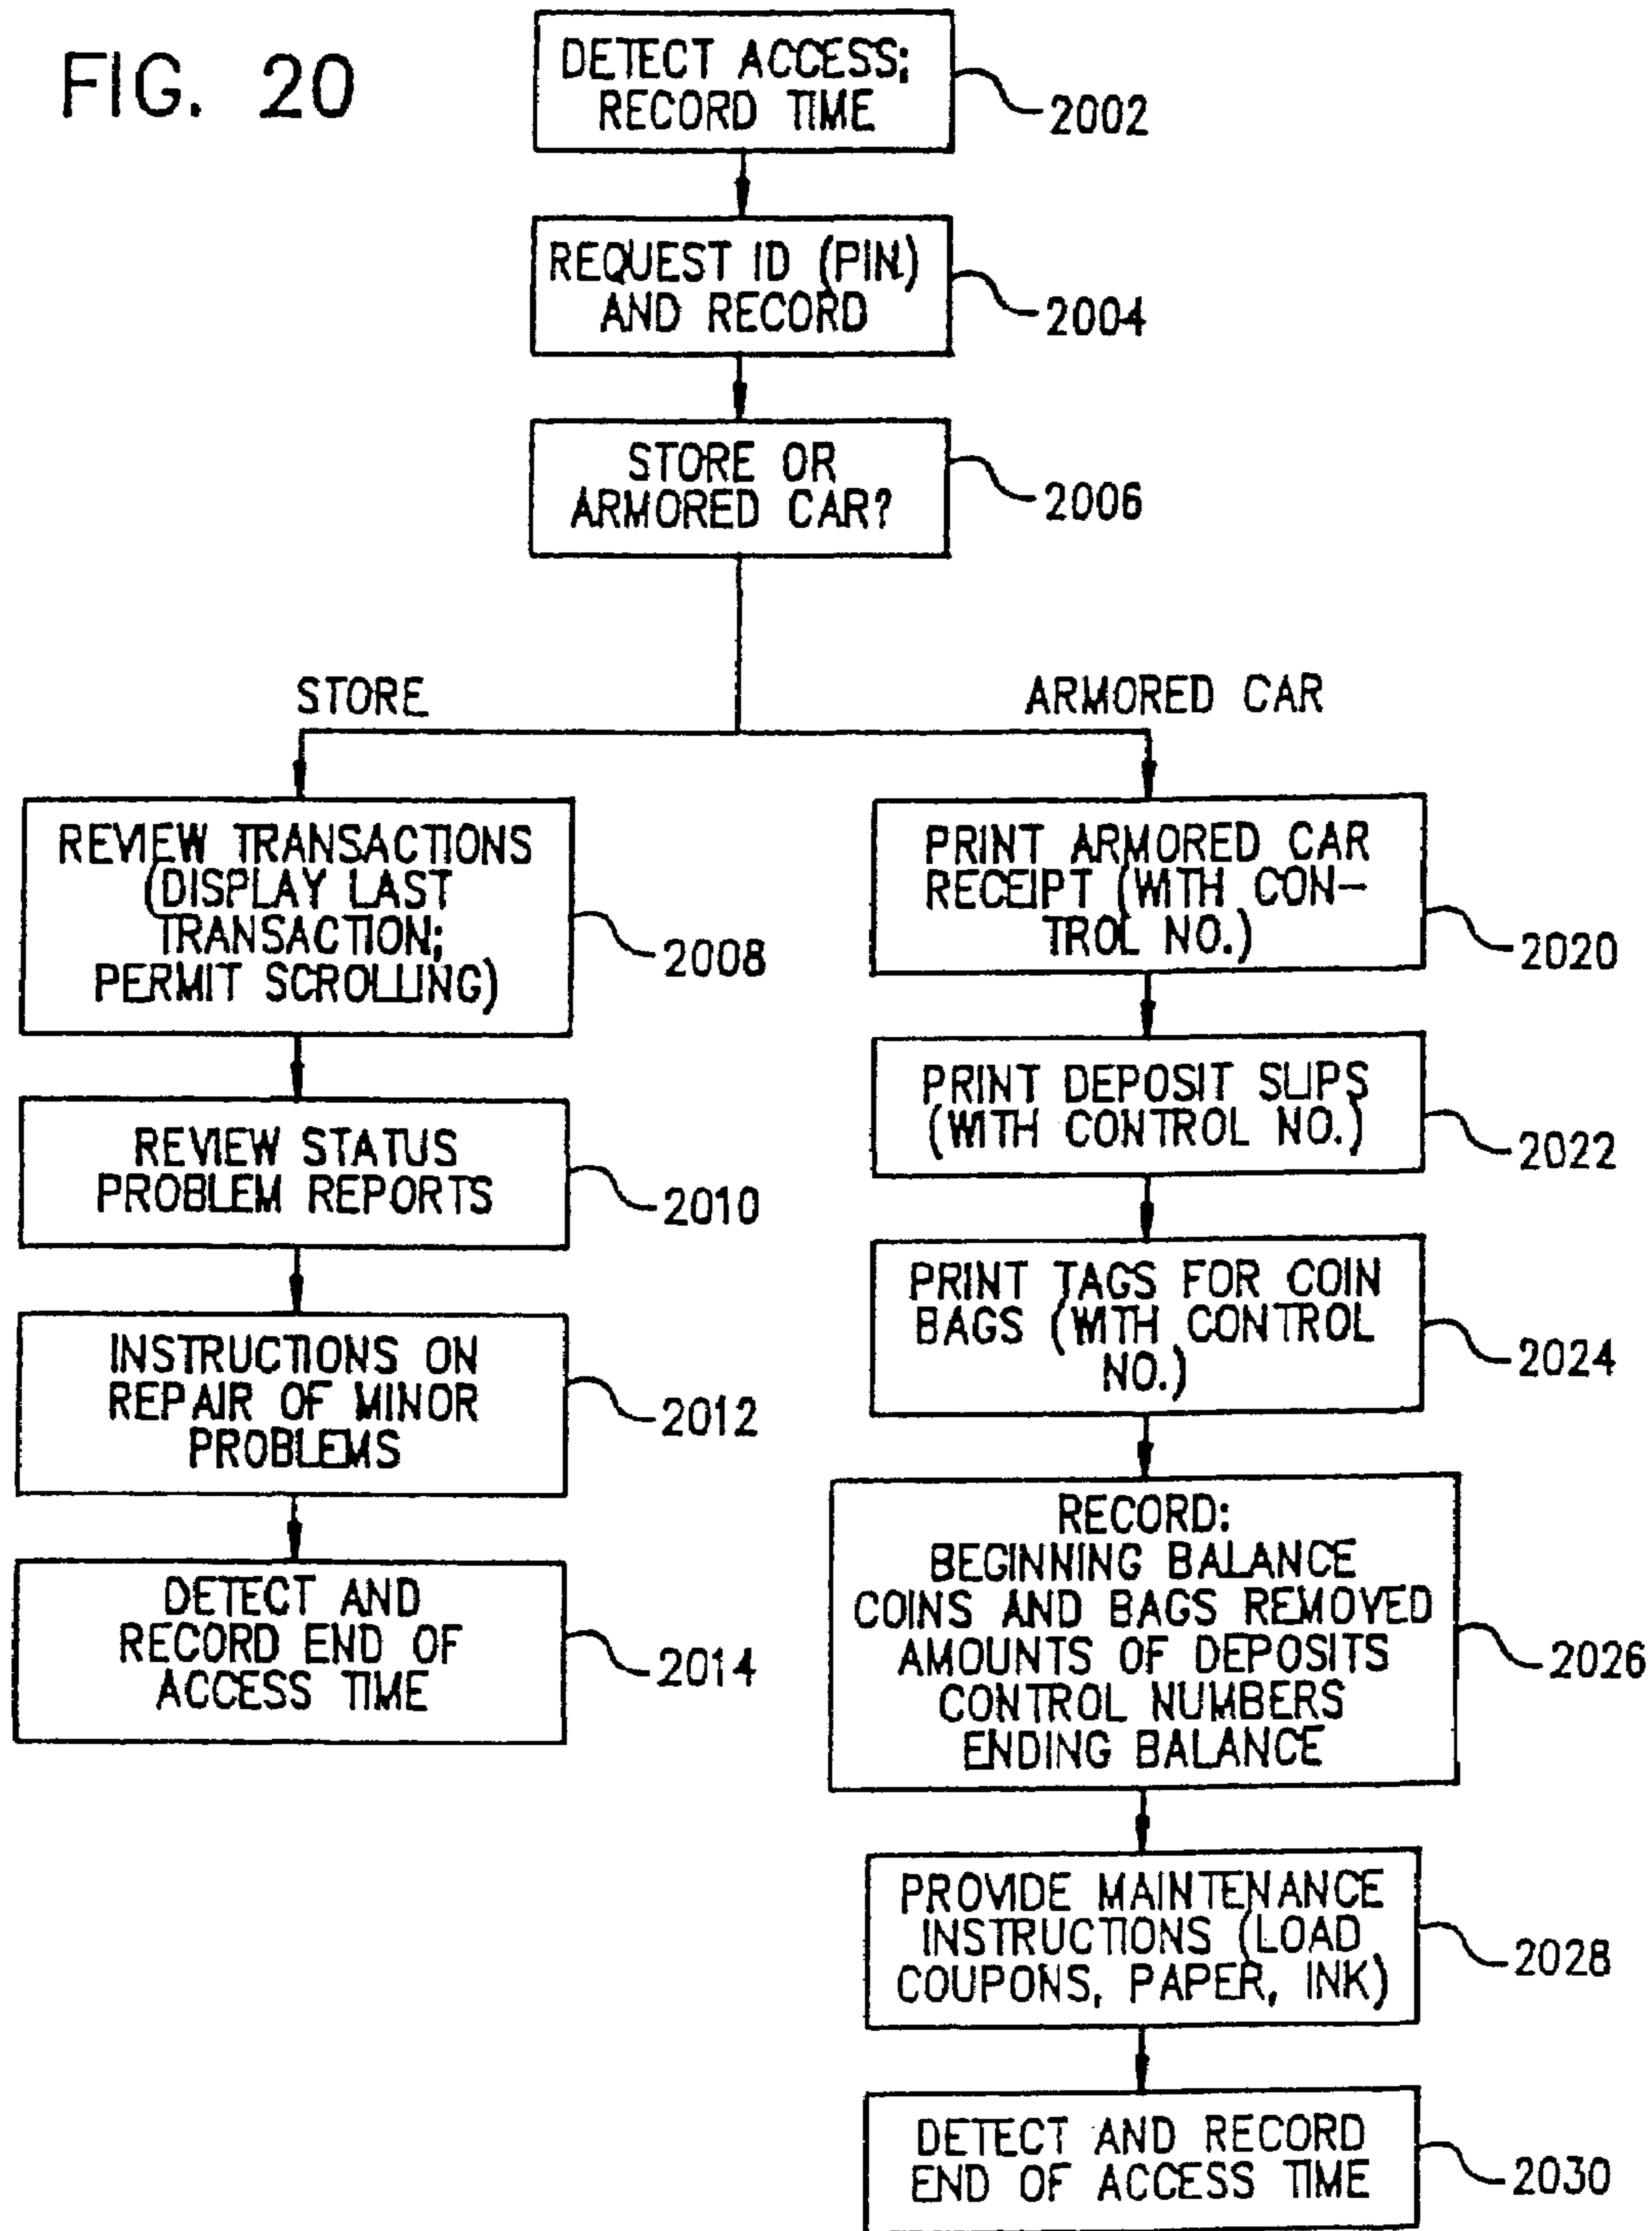 FIG. 20
DETECT ACCESS;
RECORD TIME
2002
REQUEST ID (PIN)
AND RECORD
2004
STORE OR
ARMORED CAR?
2006
STORE
ARMORED CAR
REVIEW TRANSACTIONS
(DISPLAY LAST
TRANSACTION;
PERMIT SCROLLING)
2008
REVIEW STATUS
PROBLEM REPORTS
2010
INSTRUCTIONS ON
REPAIR OF MINOR
PROBLEMS
2012
DETECT AND
RECORD END OF
ACCESS TIME
2014
PRINT ARMORED CAR
RECEIPT (WITH CON-
TROL NO.)
2020
PRINT DEPOSIT SLIPS
(WITH CONTROL NO.)
2022
PRINT TAGS FOR COIN
BAGS (WITH CONTROL
NO.)
2024
RECORD:
BEGINNING BALANCE
COINS AND BAGS REMOVED
AMOUNTS OF DEPOSITS
CONTROL NUMBERS
ENDING BALANCE
2026
PROVIDE MAINTENANCE
INSTRUCTIONS (LOAD
COUPONS, PAPER, INK)
2028
DETECT AND RECORD
END OF ACCESS TIME
2030